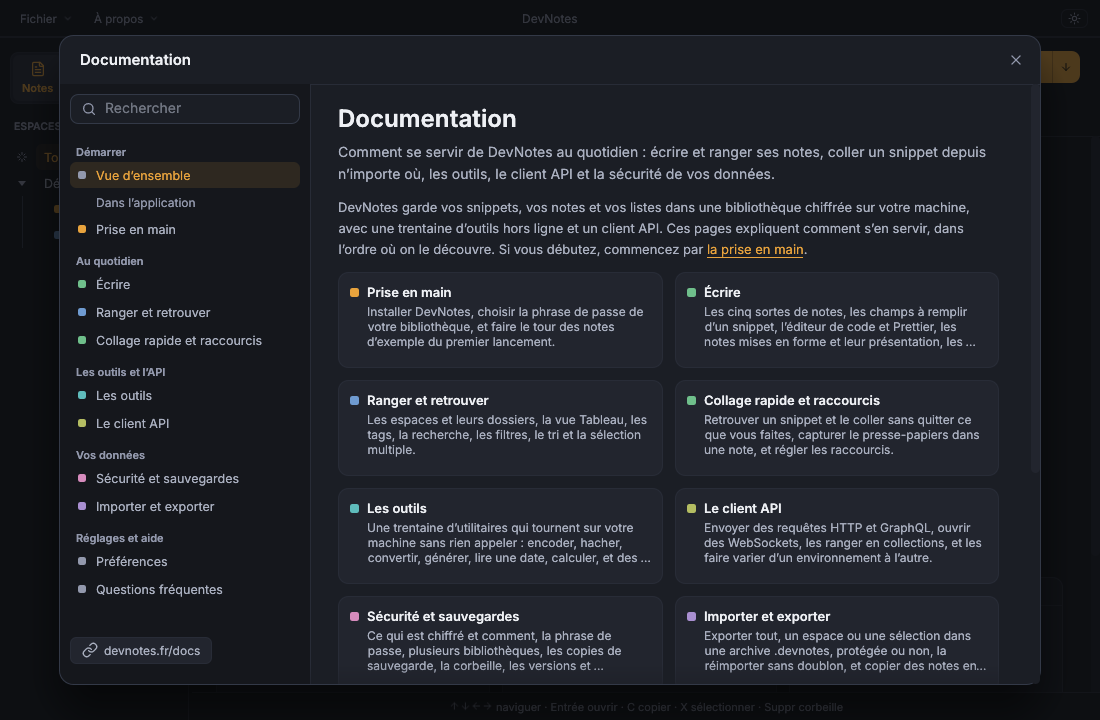 Fichier
À propos
DevNotes
Documentation
Notes
ESPACES
Rechercher
Démarrer
Vue d’ensemble
Dans l’application
Prise en main
Au quotidien
Écrire
Ranger et retrouver
Collage rapide et raccourcis
Les outils et l’API
Les outils
Le client API
Vos données
Sécurité et sauvegardes
Importer et exporter
Réglages et aide
Préférences
Questions fréquentes
devnotes.fr/docs
Documentation
Comment se servir de DevNotes au quotidien : écrire et ranger ses notes, coller un snippet depuis
n’importe où, les outils, le client API et la sécurité de vos données.
DevNotes garde vos snippets, vos notes et vos listes dans une bibliothèque chiffrée sur votre machine,
avec une trentaine d’outils hors ligne et un client API. Ces pages expliquent comment s’en servir, dans
l’ordre où on le découvre. Si vous débutez, commencez par la prise en main.
Prise en main
Installer DevNotes, choisir la phrase de passe de
votre bibliothèque, et faire le tour des notes
d’exemple du premier lancement.
Écrire
Les cinq sortes de notes, les champs à remplir
d’un snippet, l’éditeur de code et Prettier, les
notes mises en forme et leur présentation, les ...
Ranger et retrouver
Les espaces et leurs dossiers, la vue Tableau, les
tags, la recherche, les filtres, le tri et la sélection
multiple.
Collage rapide et raccourcis
Retrouver un snippet et le coller sans quitter ce
que vous faites, capturer le presse-papiers dans
une note, et régler les raccourcis.
Les outils
Une trentaine d’utilitaires qui tournent sur votre
machine sans rien appeler : encoder, hacher,
convertir, générer, lire une date, calculer, et des ...
Le client API
Envoyer des requêtes HTTP et GraphQL, ouvrir
des WebSockets, les ranger en collections, et les
faire varier d’un environnement à l’autre.
Sécurité et sauvegardes
Ce qui est chiffré et comment, la phrase de
passe, plusieurs bibliothèques, les copies de
sauvegarde, la corbeille, les versions et ...
Importer et exporter
Exporter tout, un espace ou une sélection dans
une archive .devnotes, protégée ou non, la
réimporter sans doublon, et copier des notes en...
↑ ↓ ← → naviguer · Entrée ouvrir · C copier · X sélectionner · Suppr corbeille